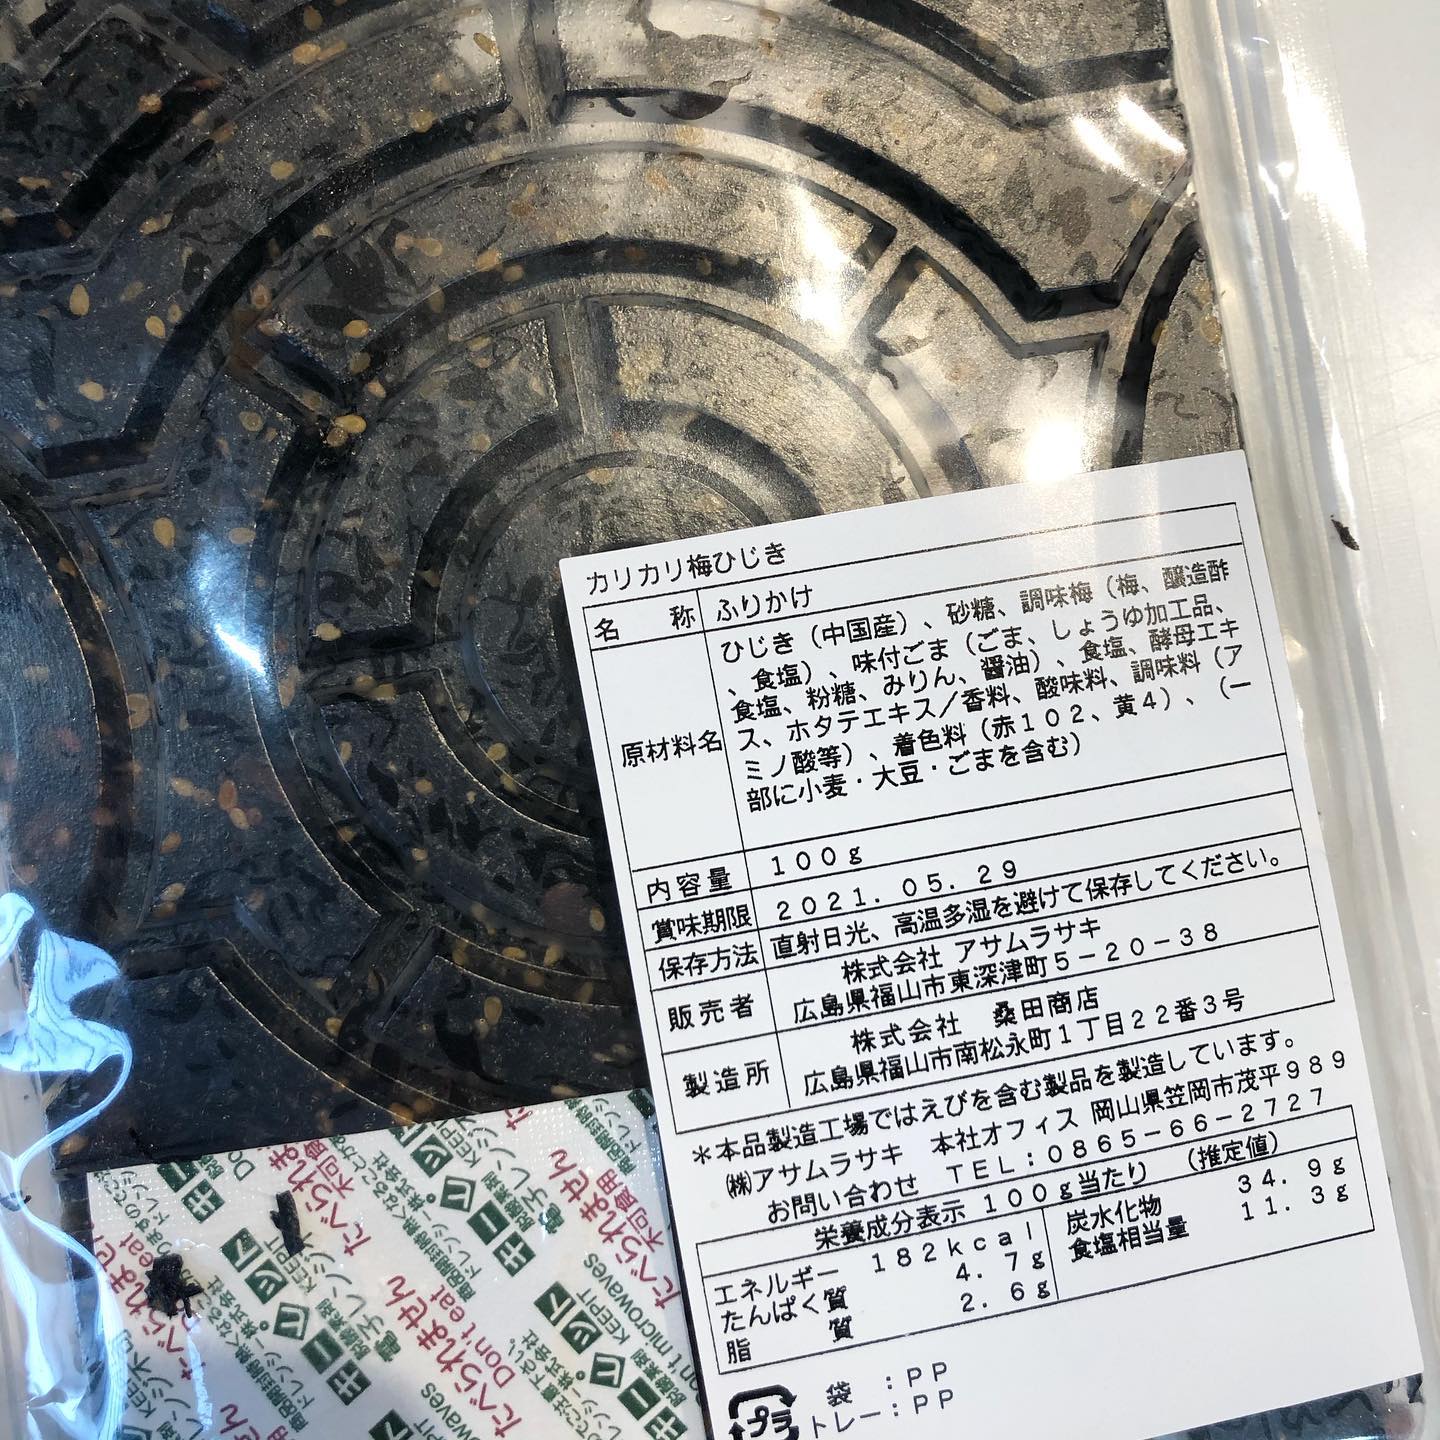 カリカリ梅ひじき
名　　称　ふりかけ
原材料名
ひじき（中国産）、砂糖、調味梅（梅、醸造酢
、食塩）、味付ごま（ごま、しょうゆ加工品、
食塩、粉糖、みりん、醤油）、食塩、酵母エキ
ス、ホタテエキス／香料、酸味料、調味料（ア
ミノ酸等）、着色料（赤１０２、黄４）、（一
部に小麦・大豆・ごまを含む）
内容量　１００ｇ
賞味期限　２０２１．０５．２９
保存方法　直射日光、高温多湿を避けて保存してください。
販売者　株式会社 アサムラサキ
広島県福山市東深津町５－２０－３８
製造所　株式会社　桑田商店
広島県福山市南松永町１丁目２２番３号
＊本品製造工場ではえびを含む製品を製造しています。
㈱アサムラサキ　本社オフィス 岡山県笠岡市茂平９８９
お問い合わせ　ＴＥＬ：０８６５－６６－２７２７
栄養成分表示 １００ｇ当たり　（推定値）
エネルギー　１８２ｋｃａｌ　炭水化物　３４．９ｇ
たんぱく質　４．７ｇ　食塩相当量　１１．３ｇ
脂　　質　２．６ｇ
プラ
袋　：ＰＰ
トレー：ＰＰ
たべられません
Don't eat
不可食用
脱酸素剤 KEEPIT
キーピット